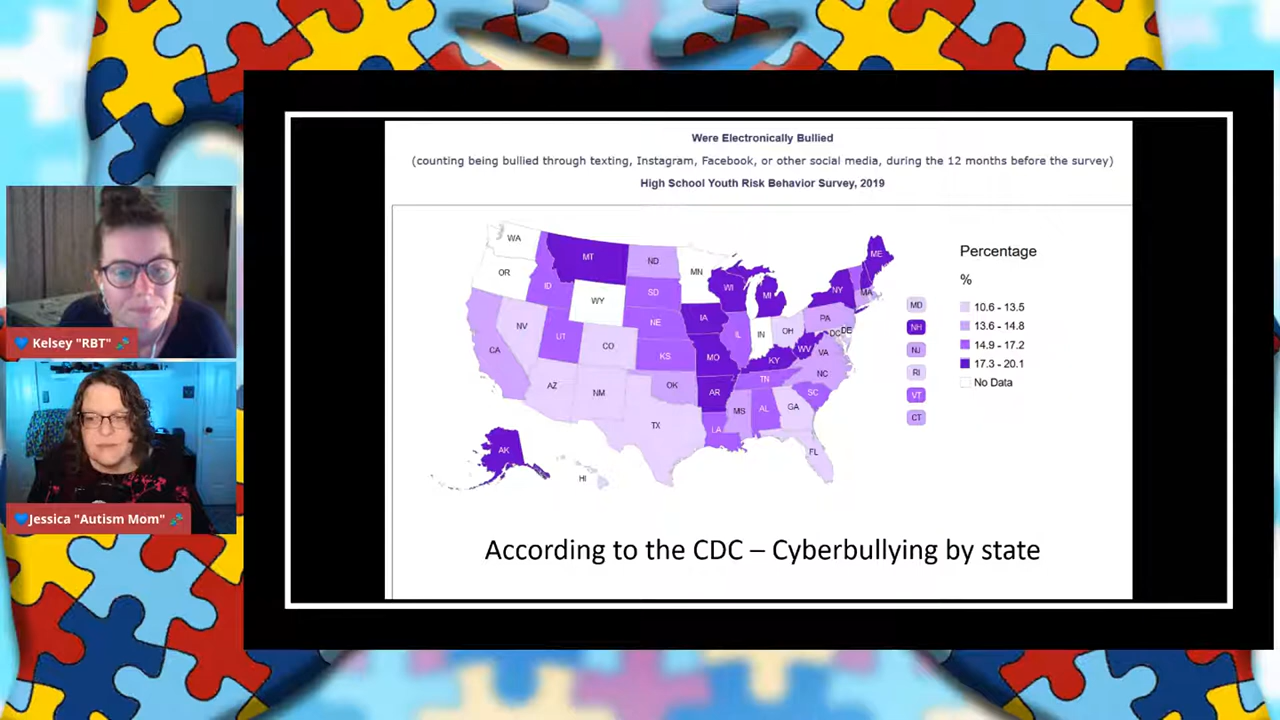 Were Electronically Bullied
(counting being bullied through texting, Instagram, Facebook, or other social media, during the 12 months before the survey)
High School Youth Risk Behavior Survey, 2019
WA
MT
ND
MN
OR
ID
SD
WY
WI
MI
NY
ME
MA
NV
UT
NE
IA
IL
IN
OH
PA
CA
CO
KS
MO
KY
WV
VA
DC
DE
AZ
NM
OK
AR
TN
NC
SC
TX
LA
MS
AL
GA
FL
AK
HI
MD
NH
NJ
RI
VT
CT
Percentage
%
10.6 - 13.5
13.6 - 14.8
14.9 - 17.2
17.3 - 20.1
No Data
According to the CDC – Cyberbullying by state
Kelsey "RBT"
Jessica "Autism Mom"